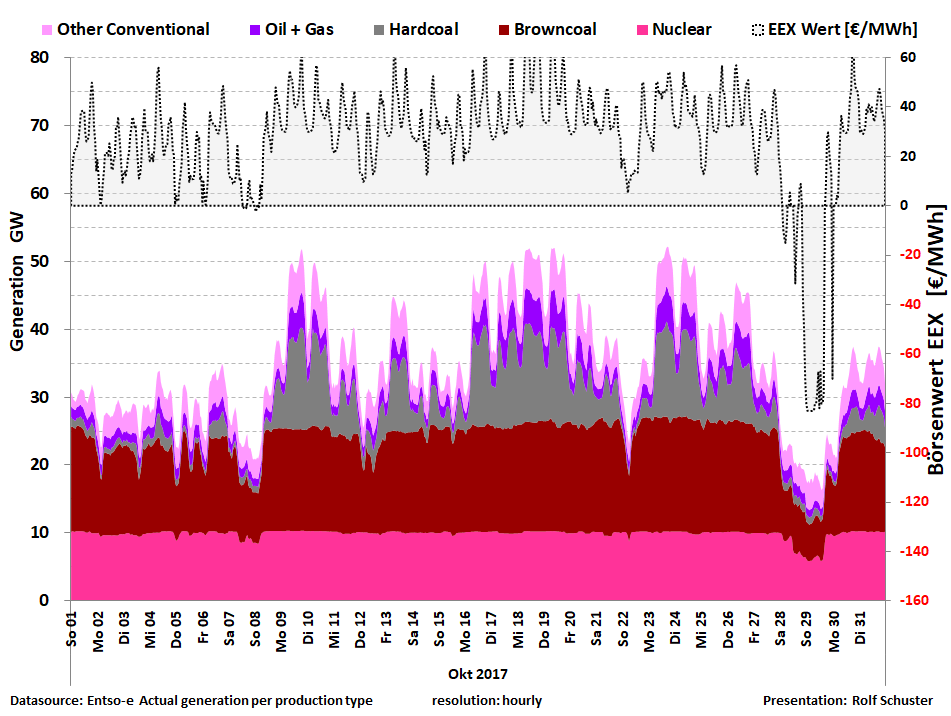 Other Conventional Oil + Gas Hardcoal Browncoal Nuclear EEX Wert [€/MWh]
80 60
70 40
60 20
50 0
40 -20
30 -40
20 -60
10 -80
0 -100
-120
-140
-160
Generation GW
Börsenwert EEX [€/MWh]
So 01 Mo 02 Di 03 Mi 04 Do 05 Fr 06 Sa 07 So 08 Mo 09 Di 10 Mi 11 Do 12 Fr 13 Sa 14 So 15 Mo 16 Di 17 Mi 18 Do 19 Fr 20 Sa 21 So 22 Mo 23 Di 24 Mi 25 Do 26 Fr 27 Sa 28 So 29 Mo 30 Di 31
Okt 2017
Datasource: Entso-e Actual generation per production type resolution: hourly Presentation: Rolf Schuster